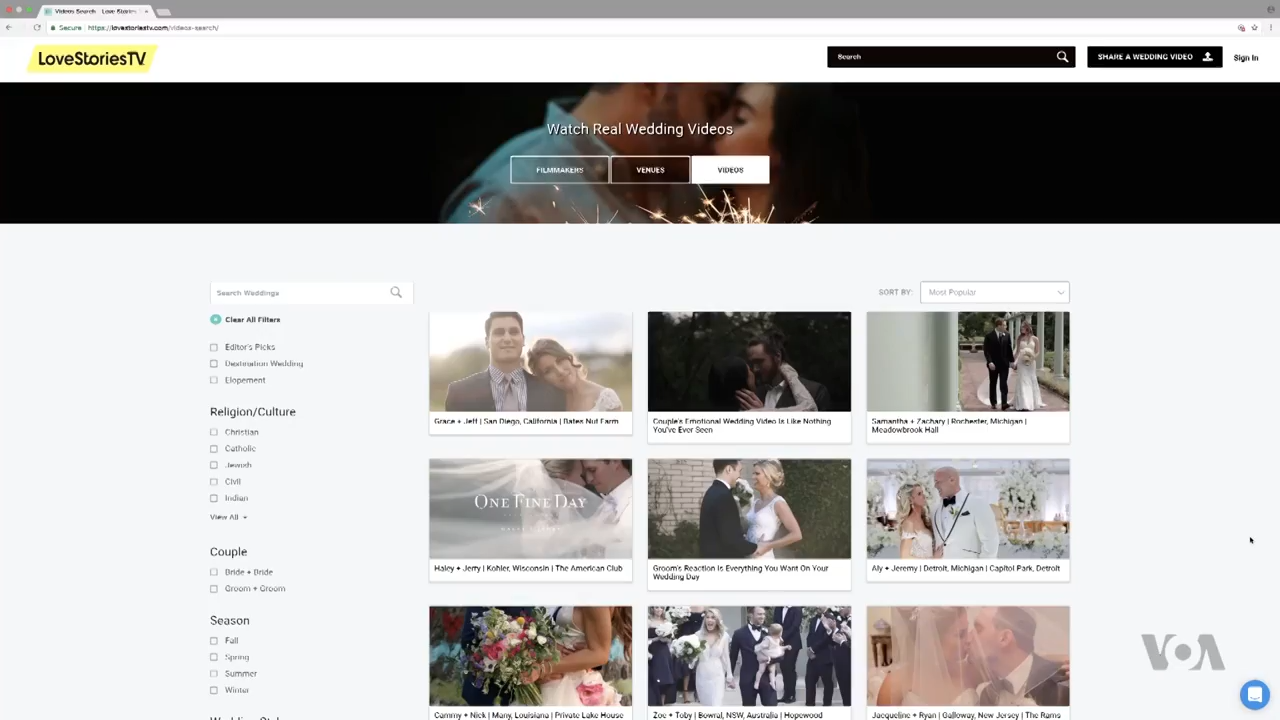 Videos Search - Love Stories
Secure
https://lovestoriestv.com/videos-search/
LoveStoriesTV
Search
SHARE A WEDDING VIDEO
Sign In
Watch Real Wedding Videos
FILMMAKERS
VENUES
VIDEOS
Search Weddings
SORT BY:
Most Popular
Clear All Filters
Editor's Picks
Destination Wedding
Elopement
Religion/Culture
Christian
Catholic
Jewish
Civil
Indian
View All
Couple
Bride + Bride
Groom + Groom
Season
Fall
Spring
Summer
Winter
Grace + Jeff | San Diego, California | Bates Nut Farm
Couple's Emotional Wedding Video Is Like Nothing
You've Ever Seen
Samantha + Zachary | Rochester, Michigan |
Meadowbrook Hall
ONE FINE DAY
Haley + Jerry | Kohler, Wisconsin | The American Club
Groom's Reaction Is Everything You Want On Your
Wedding Day
Aly + Jeremy | Detroit, Michigan | Capitol Park, Detroit
Cammy + Nick | Many, Louisiana | Private Lake House
Zoe + Toby | Bowral, NSW, Australia | Hopewood
Jacqueline + Ryan | Galloway, New Jersey | The Rams
VOA